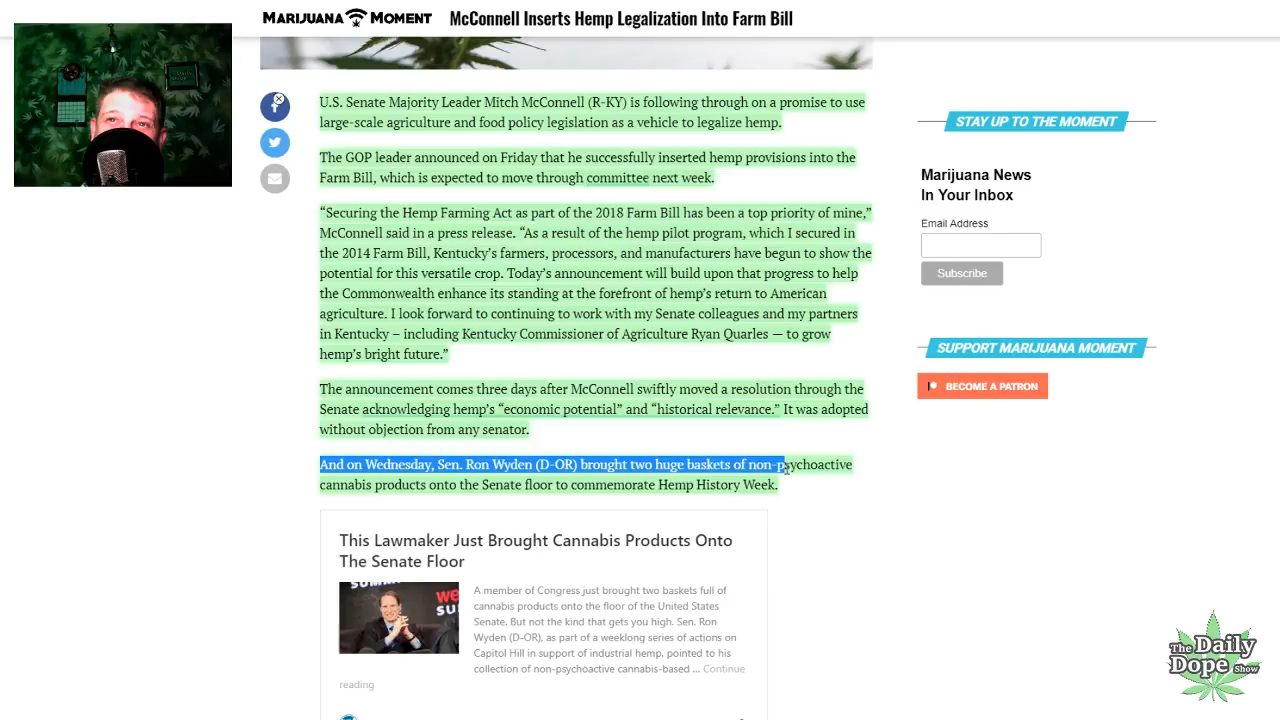 MARIJUANA MOMENT
McConnell Inserts Hemp Legalization Into Farm Bill
U.S. Senate Majority Leader Mitch McConnell (R-KY) is following through on a promise to use
large-scale agriculture and food policy legislation as a vehicle to legalize hemp.
The GOP leader announced on Friday that he successfully inserted hemp provisions into the
Farm Bill, which is expected to move through committee next week.
“Securing the Hemp Farming Act as part of the 2018 Farm Bill has been a top priority of mine,”
McConnell said in a press release. “As a result of the hemp pilot program, which I secured in
the 2014 Farm Bill, Kentucky’s farmers, processors, and manufacturers have begun to show the
potential for this versatile crop. Today’s announcement will build upon that progress to help
the Commonwealth enhance its standing at the forefront of hemp’s return to American
agriculture. I look forward to continuing to work with my Senate colleagues and my partners
in Kentucky – including Kentucky Commissioner of Agriculture Ryan Quarles — to grow
hemp’s bright future.”
The announcement comes three days after McConnell swiftly moved a resolution through the
Senate acknowledging hemp’s “economic potential” and “historical relevance.” It was adopted
without objection from any senator.
And on Wednesday, Sen. Ron Wyden (D-OR) brought two huge baskets of non-psychoactive
cannabis products onto the Senate floor to commemorate Hemp History Week.
This Lawmaker Just Brought Cannabis Products Onto
The Senate Floor
A member of Congress just brought two baskets full of
cannabis products onto the floor of the United States
Senate. But not the kind that gets you high. Sen. Ron
Wyden (D-OR), as part of a weeklong series of actions on
Capitol Hill in support of industrial hemp, pointed to his
collection of non-psychoactive cannabis-based ... Continue
reading
STAY UP TO THE MOMENT
Marijuana News
In Your Inbox
Email Address
Subscribe
SUPPORT MARIJUANA MOMENT
BECOME A PATRON
The Daily
Dope Show